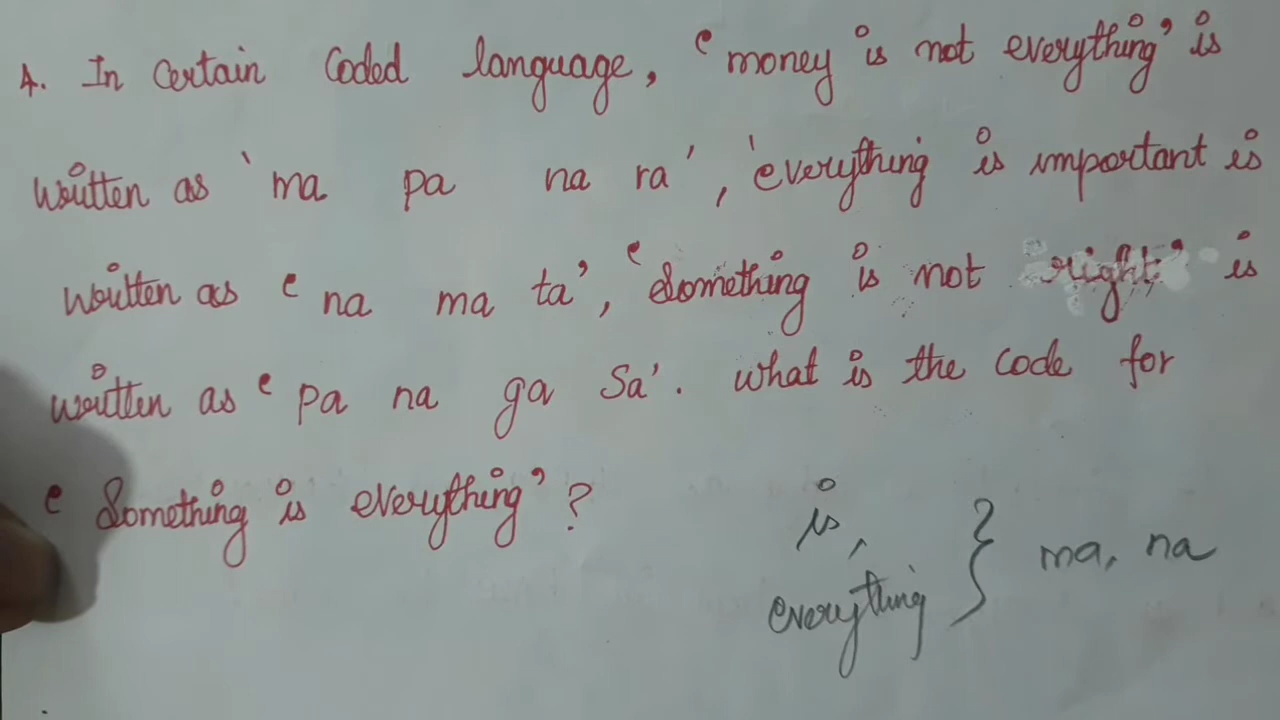 4. In Certain Coded language, ‘money is not everything’ is
written as ‘ma pa na ra’, ‘everything is important is
written as ‘na ma ta’, ‘Something is not right’ is
written as ‘pa na ga Sa’. what is the code for
‘Something is everything’?
is,
everything } ma, na